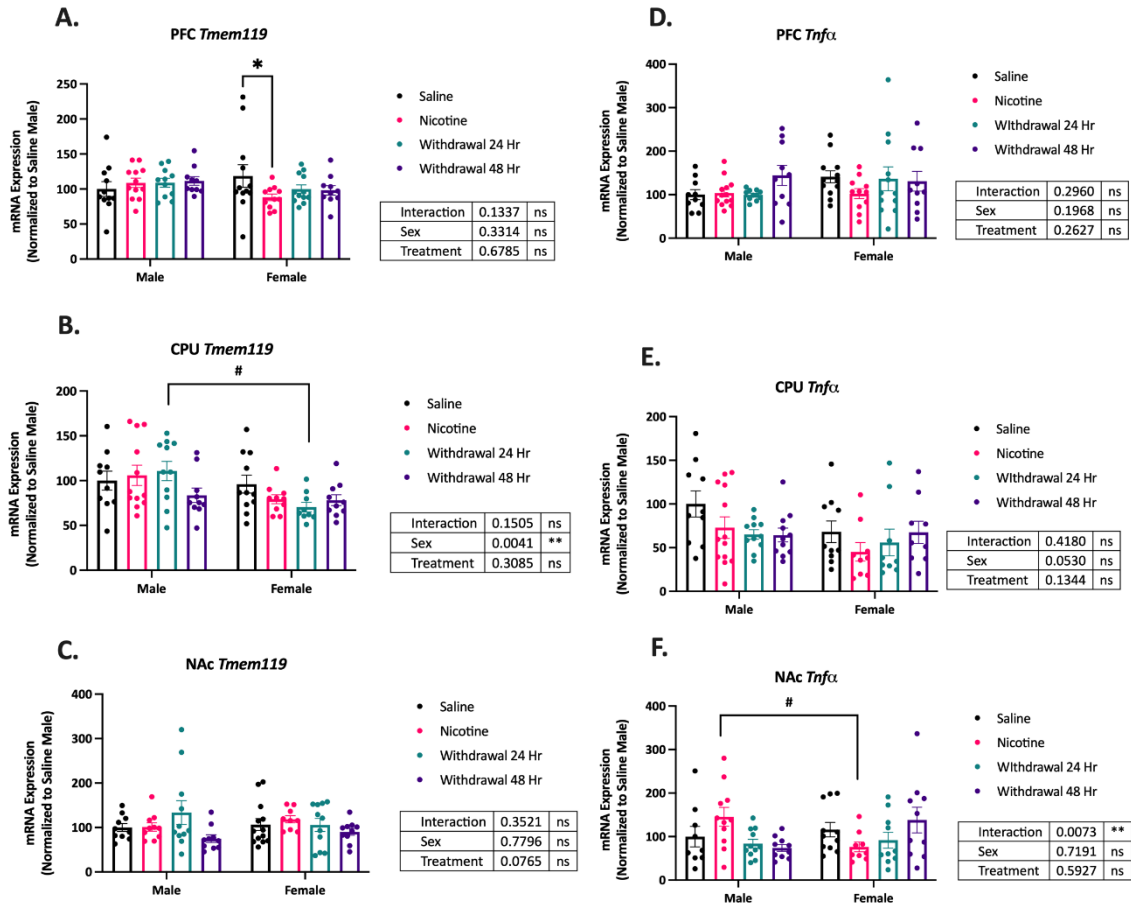 A.
PFC Tmem119
mRNA Expression
(Normalized to Saline Male)
250
200
150
100
50
0
*
Male
Female
Saline
Nicotine
Withdrawal 24 Hr
Withdrawal 48 Hr
Interaction 0.1337 ns
Sex 0.3314 ns
Treatment 0.6785 ns
B.
CPU Tmem119
mRNA Expression
(Normalized to Saline Male)
200
150
100
50
0
#
Male
Female
Saline
Nicotine
Withdrawal 24 Hr
Withdrawal 48 Hr
Interaction 0.1505 ns
Sex 0.0041 **
Treatment 0.3085 ns
C.
NAc Tmem119
mRNA Expression
(Normalized to Saline Male)
400
300
200
100
0
Male
Female
Saline
Nicotine
Withdrawal 24 Hr
Withdrawal 48 Hr
Interaction 0.3521 ns
Sex 0.7796 ns
Treatment 0.0765 ns
D.
PFC Tnfα
mRNA Expression
(Normalized to Saline Male)
400
300
200
100
0
Male
Female
Saline
Nicotine
WIthdrawal 24 Hr
Withdrawal 48 Hr
Interaction 0.2960 ns
Sex 0.1968 ns
Treatment 0.2627 ns
E.
CPU Tnfα
mRNA Expression
(Normalized to Saline Male)
200
150
100
50
0
Male
Female
Saline
Nicotine
WIthdrawal 24 Hr
Withdrawal 48 Hr
Interaction 0.4180 ns
Sex 0.0530 ns
Treatment 0.1344 ns
F.
NAc Tnfα
mRNA Expression
(Normalized to Saline Male)
400
300
200
100
0
#
Male
Female
Saline
Nicotine
WIthdrawal 24 Hr
Withdrawal 48 Hr
Interaction 0.0073 **
Sex 0.7191 ns
Treatment 0.5927 ns